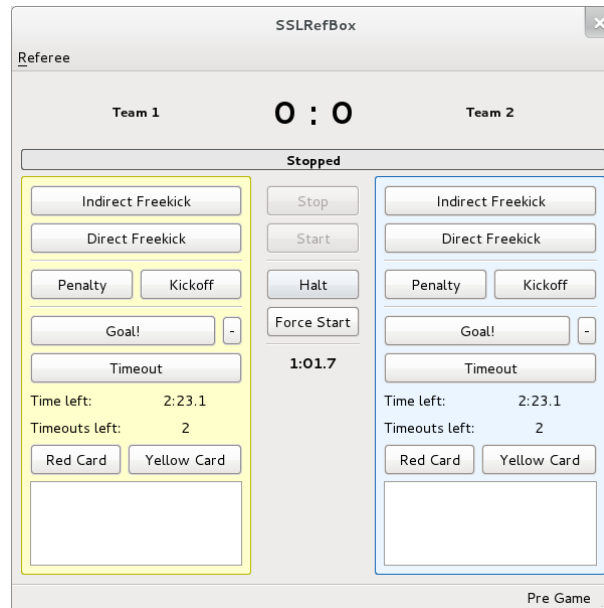 SSLRefBox
Referee
Team 1 0 : 0 Team 2
Stopped
Indirect Freekick Stop Indirect Freekick
Direct Freekick Start Direct Freekick
Penalty Kickoff Halt Penalty Kickoff
Goal! - Force Start Goal! -
Timeout 1:01.7 Timeout
Time left: 2:23.1 Time left: 2:23.1
Timeouts left: 2 Timeouts left: 2
Red Card Yellow Card Red Card Yellow Card
Pre Game